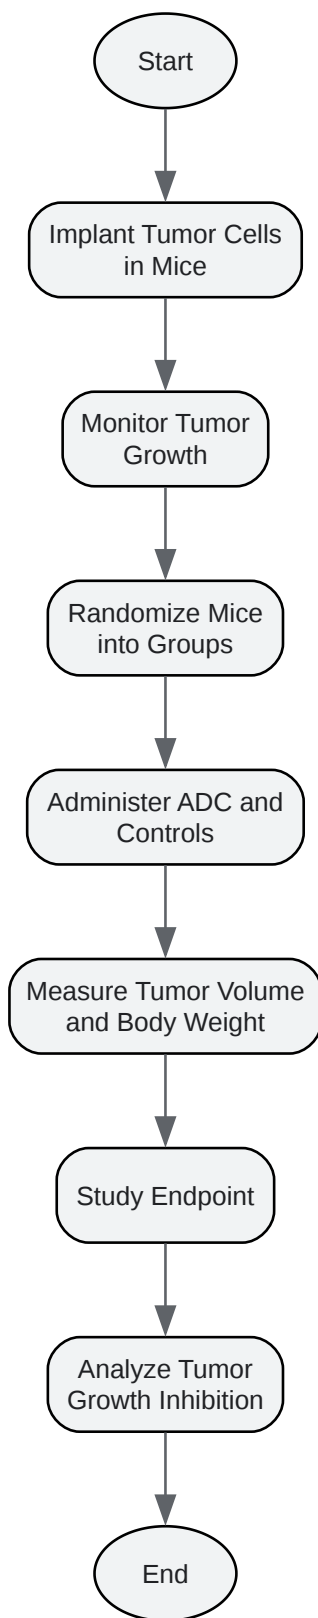 Start
Implant Tumor Cells
in Mice
Monitor Tumor
Growth
Randomize Mice
into Groups
Administer ADC and
Controls
Measure Tumor Volume
and Body Weight
Study Endpoint
Analyze Tumor
Growth Inhibition
End